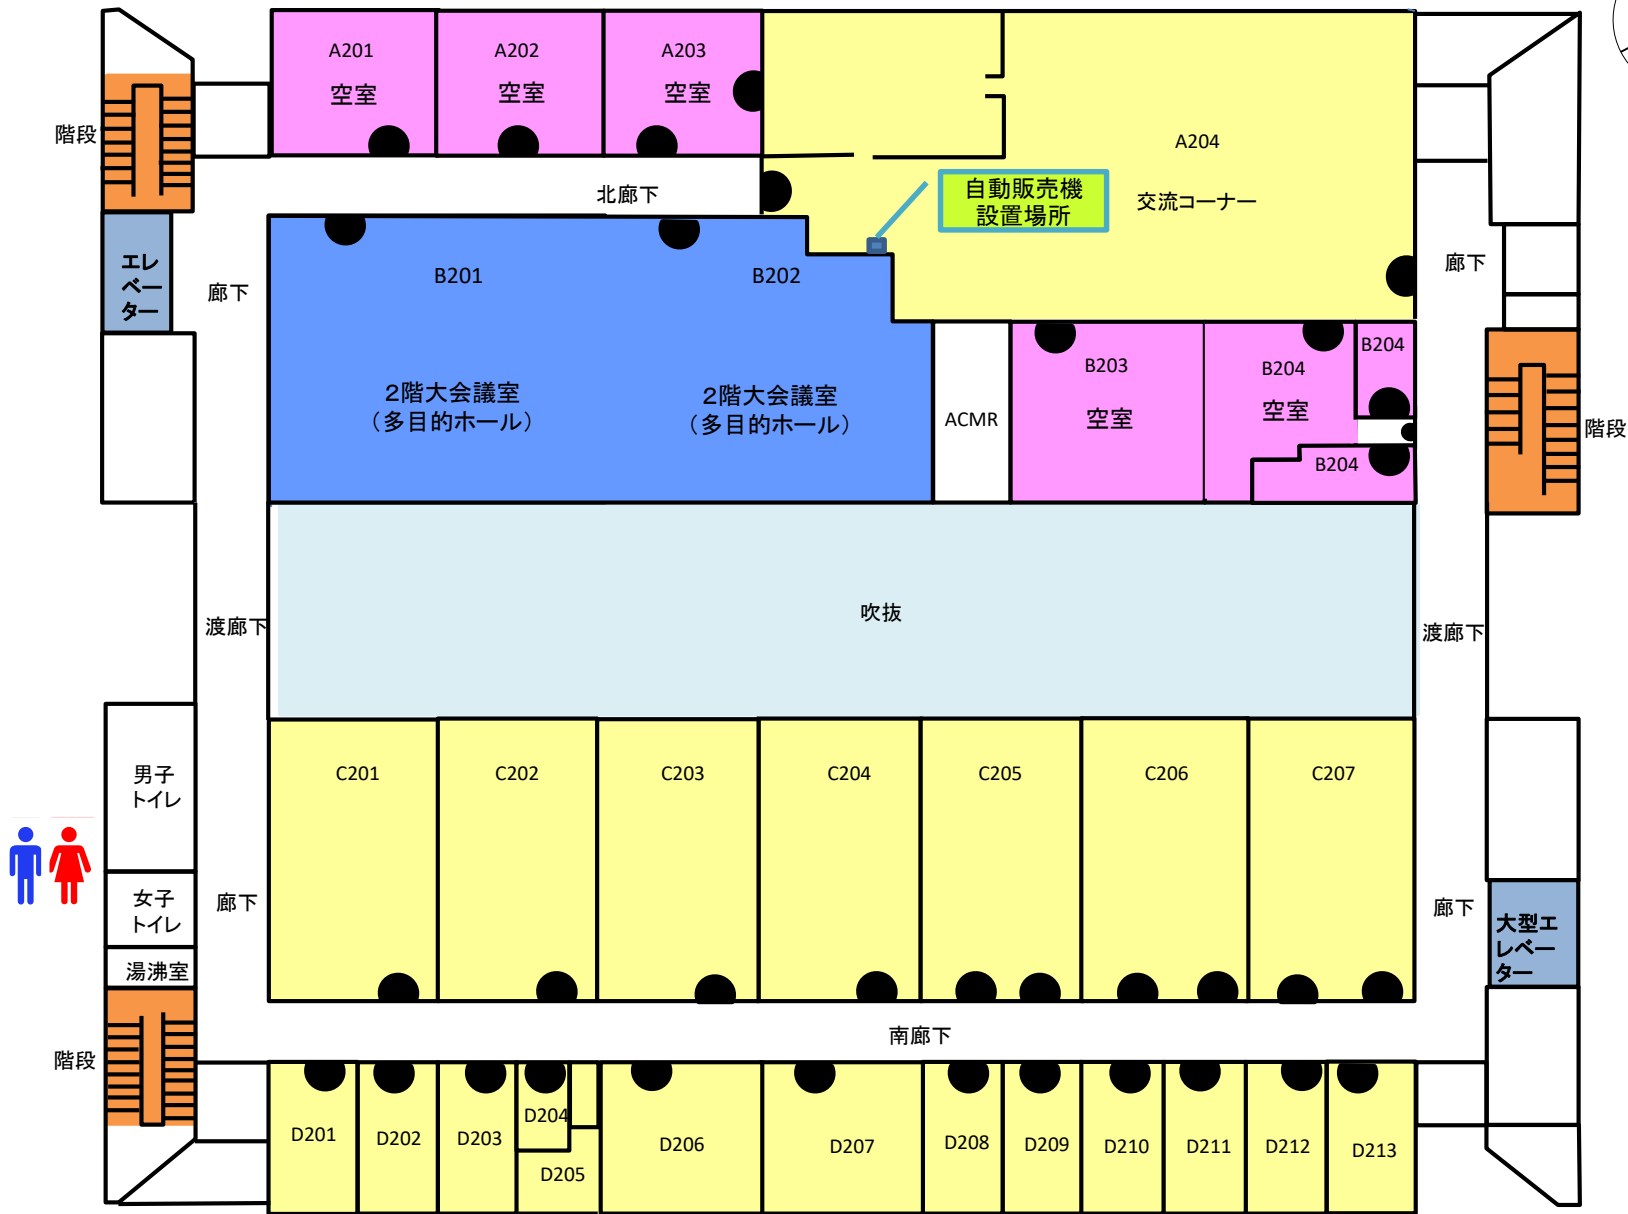 A201
空室
A202
空室
A203
空室
A204
交流コーナー
自動販売機
設置場所
階段
北廊下
エレ
ベー
ター
廊下
B201
2階大会議室
（多目的ホール）
B202
2階大会議室
（多目的ホール）
ACMR
B203
空室
B204
空室
B204
B204
廊下
階段
渡廊下
吹抜
渡廊下
男子
トイレ
女子
トイレ
湯沸室
廊下
C201
C202
C203
C204
C205
C206
C207
廊下
大型エ
レベー
ター
南廊下
階段
D201
D202
D203
D204
D205
D206
D207
D208
D209
D210
D211
D212
D213